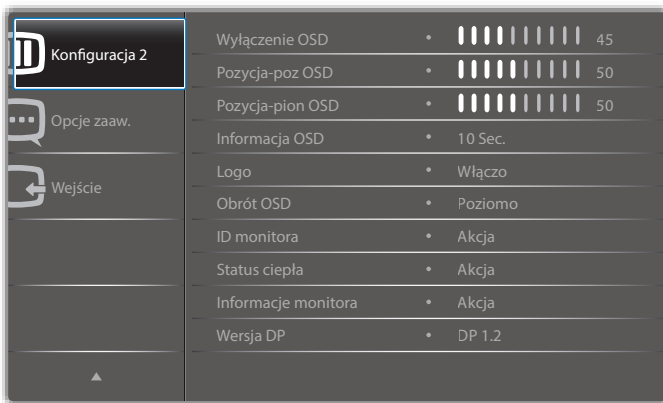 Konfiguracja 2
Opcje zaaw.
Wejście
Wyłączenie OSD • 45
Pozycja-poz OSD • 50
Pozycja-pion OSD • 50
Informacja OSD • 10 Sec.
Logo • Włączo
Obrót OSD • Poziomo
ID monitora • Akcja
Status ciepła • Akcja
Informacje monitora • Akcja
Wersja DP • DP 1.2